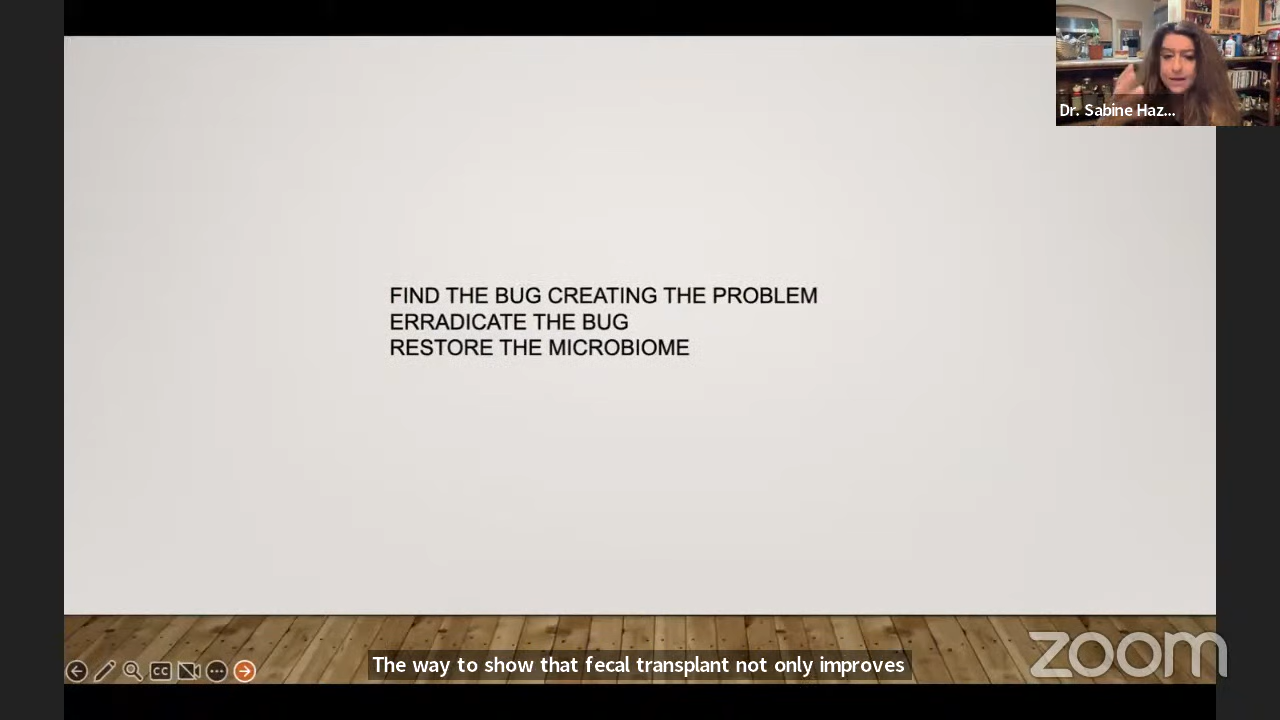 Dr. Sabine Haz...
FIND THE BUG CREATING THE PROBLEM
ERRADICATE THE BUG
RESTORE THE MICROBIOME
The way to show that fecal transplant not only improves
CC
zoom